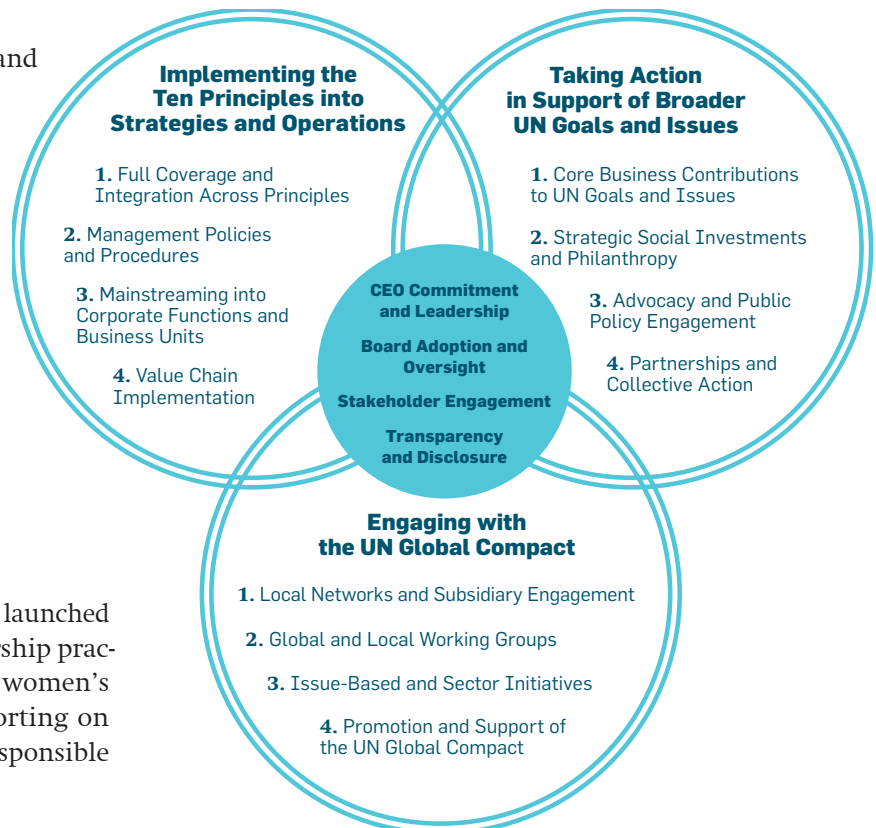 and
Implementing the
Ten Principles into
Strategies and Operations
1. Full Coverage and
Integration Across Principles
2. Management Policies
and Procedures
3. Mainstreaming into
Corporate Functions and
Business Units
4. Value Chain
Implementation
Taking Action
in Support of Broader
UN Goals and Issues
1. Core Business Contributions
to UN Goals and Issues
2. Strategic Social Investments
and Philanthropy
3. Advocacy and Public
Policy Engagement
4. Partnerships and
Collective Action
CEO Commitment
and Leadership
Board Adoption and
Oversight
Stakeholder Engagement
Transparency
and Disclosure
Engaging with
the UN Global Compact
1. Local Networks and Subsidiary Engagement
2. Global and Local Working Groups
3. Issue-Based and Sector Initiatives
4. Promotion and Support of
the UN Global Compact
launched
rship prac-
women's
orting on
sponsible